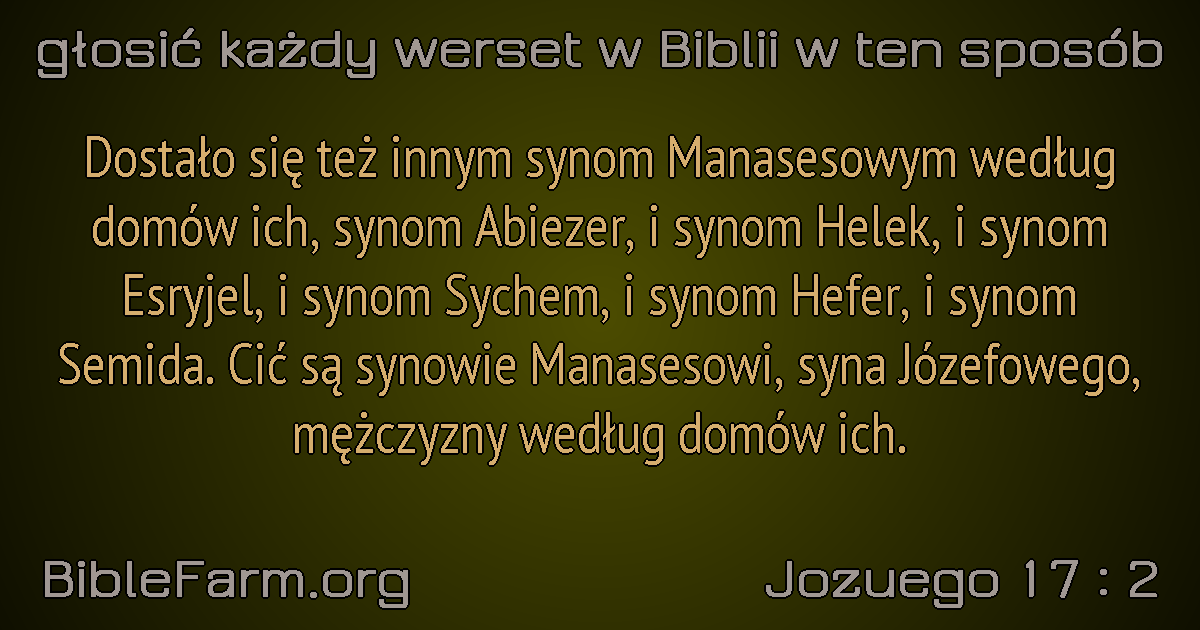 głosić każdy werset w Biblii w ten sposób
Dostało się też innym synom Manasesowym według
domów ich, synom Abiezer, i synom Helek, i synom
Esryjel, i synom Sychem, i synom Hefer, i synom
Semida. Cić są synowie Manasesowi, syna Józefowego,
mężczyzny według domów ich.
BibleFarm.org
Jozuego 17 : 2